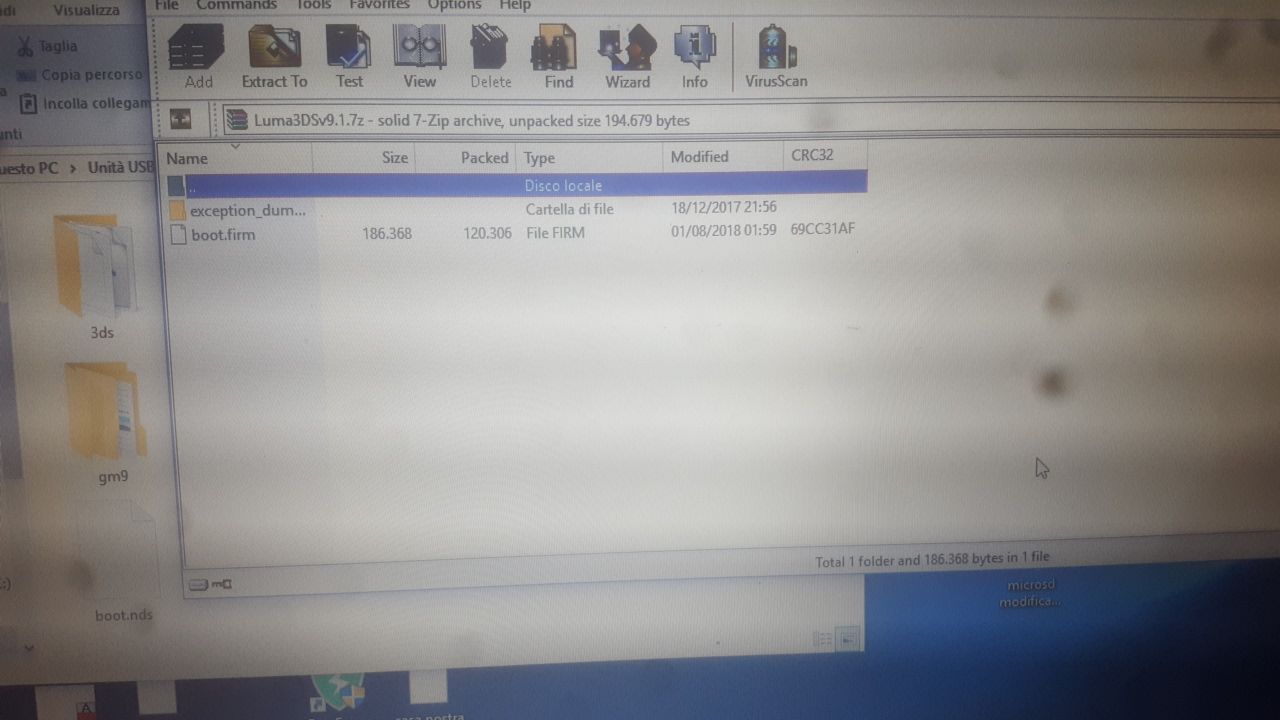 File Commands Tools Favorites Options Help
Visualizza
Taglia
Copia percorso
Incolla collegam
Add Extract To Test View Delete Find Wizard Info VirusScan
Luma3DSv9.1.7z - solid 7-Zip archive, unpacked size 194.679 bytes
uesto PC > Unità USB
Name Size Packed Type Modified CRC32
.. Disco locale
exception_dum... Cartella di file 18/12/2017 21:56
boot.firm 186.368 120.306 File FIRM 01/08/2018 01:59 69CC31AF
3ds
gm9
boot.nds
Total 1 folder and 186.368 bytes in 1 file
microsd
modifica...